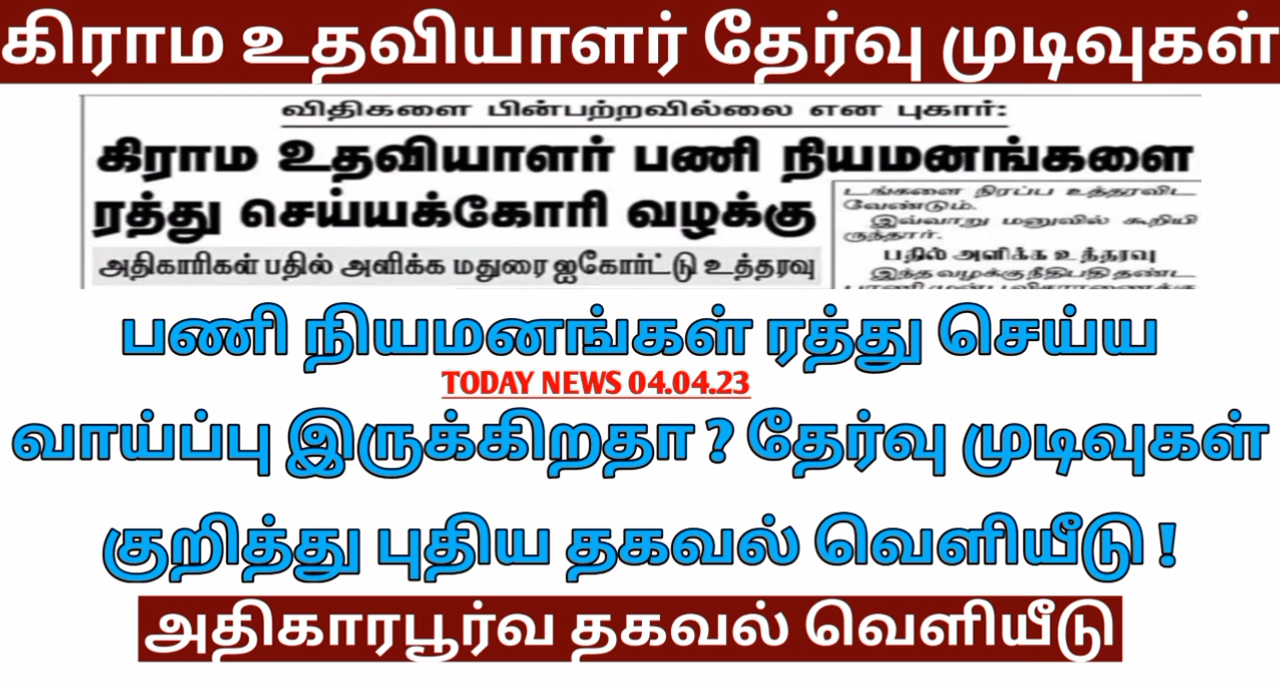 கிராம உதவியாளர் தேர்வு முடிவுகள்
விதிகளை பின்பற்றவில்லை என புகார்:
கிராம உதவியாளர் பணி நியமனங்களை
ரத்து செய்யக்கோரி வழக்கு
அதிகாரிகள் பதில் அளிக்க மதுரை ஐகோர்ட்டு உத்தரவு
டங்களை நிரப்ப உத்தரவிட
வேண்டும்.
இவ்வாறு மனுவில் கூறியி
ருந்தார்.
பதில் அளிக்க உத்தரவு
இந்த வழக்கு நீதிபதி தண்ட
பணி நியமனங்கள் ரத்து செய்ய
TODAY NEWS 04.04.23
வாய்ப்பு இருக்கிறதா ? தேர்வு முடிவுகள்
குறித்து புதிய தகவல் வெளியீடு !
அதிகாரபூர்வ தகவல் வெளியீடு